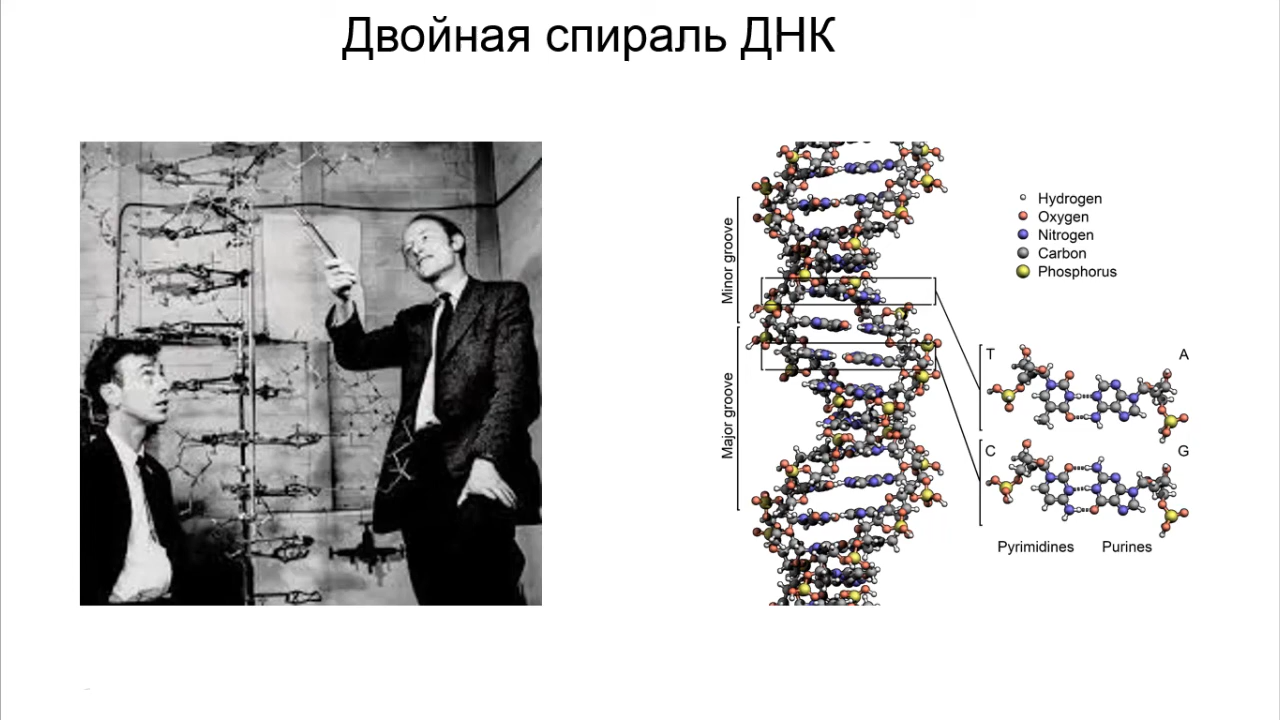 Двойная спираль ДНК
Minor groove
Major groove
Hydrogen
Oxygen
Nitrogen
Carbon
Phosphorus
T A
C G
Pyrimidines Purines